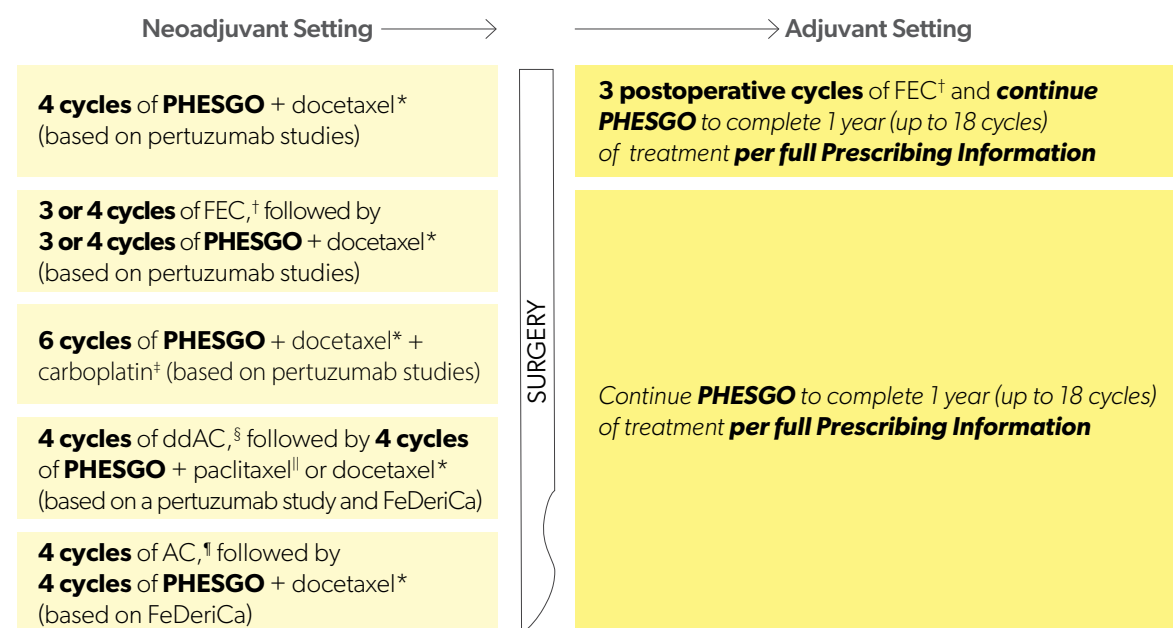 Neoadjuvant Setting
Adjuvant Setting
4 cycles of PHESGO + docetaxel*
(based on pertuzumab studies)
3 postoperative cycles of FEC† and continue
PHESGO to complete 1 year (up to 18 cycles)
of treatment per full Prescribing Information
3 or 4 cycles of FEC,† followed by
3 or 4 cycles of PHESGO + docetaxel*
(based on pertuzumab studies)
6 cycles of PHESGO + docetaxel* +
carboplatin‡ (based on pertuzumab studies)
4 cycles of ddAC,§ followed by 4 cycles
of PHESGO + paclitaxel|| or docetaxel*
(based on a pertuzumab study and FeDeriCa)
4 cycles of AC,¶ followed by
4 cycles of PHESGO + docetaxel*
(based on FeDeriCa)
SURGERY
Continue PHESGO to complete 1 year (up to 18 cycles)
of treatment per full Prescribing Information